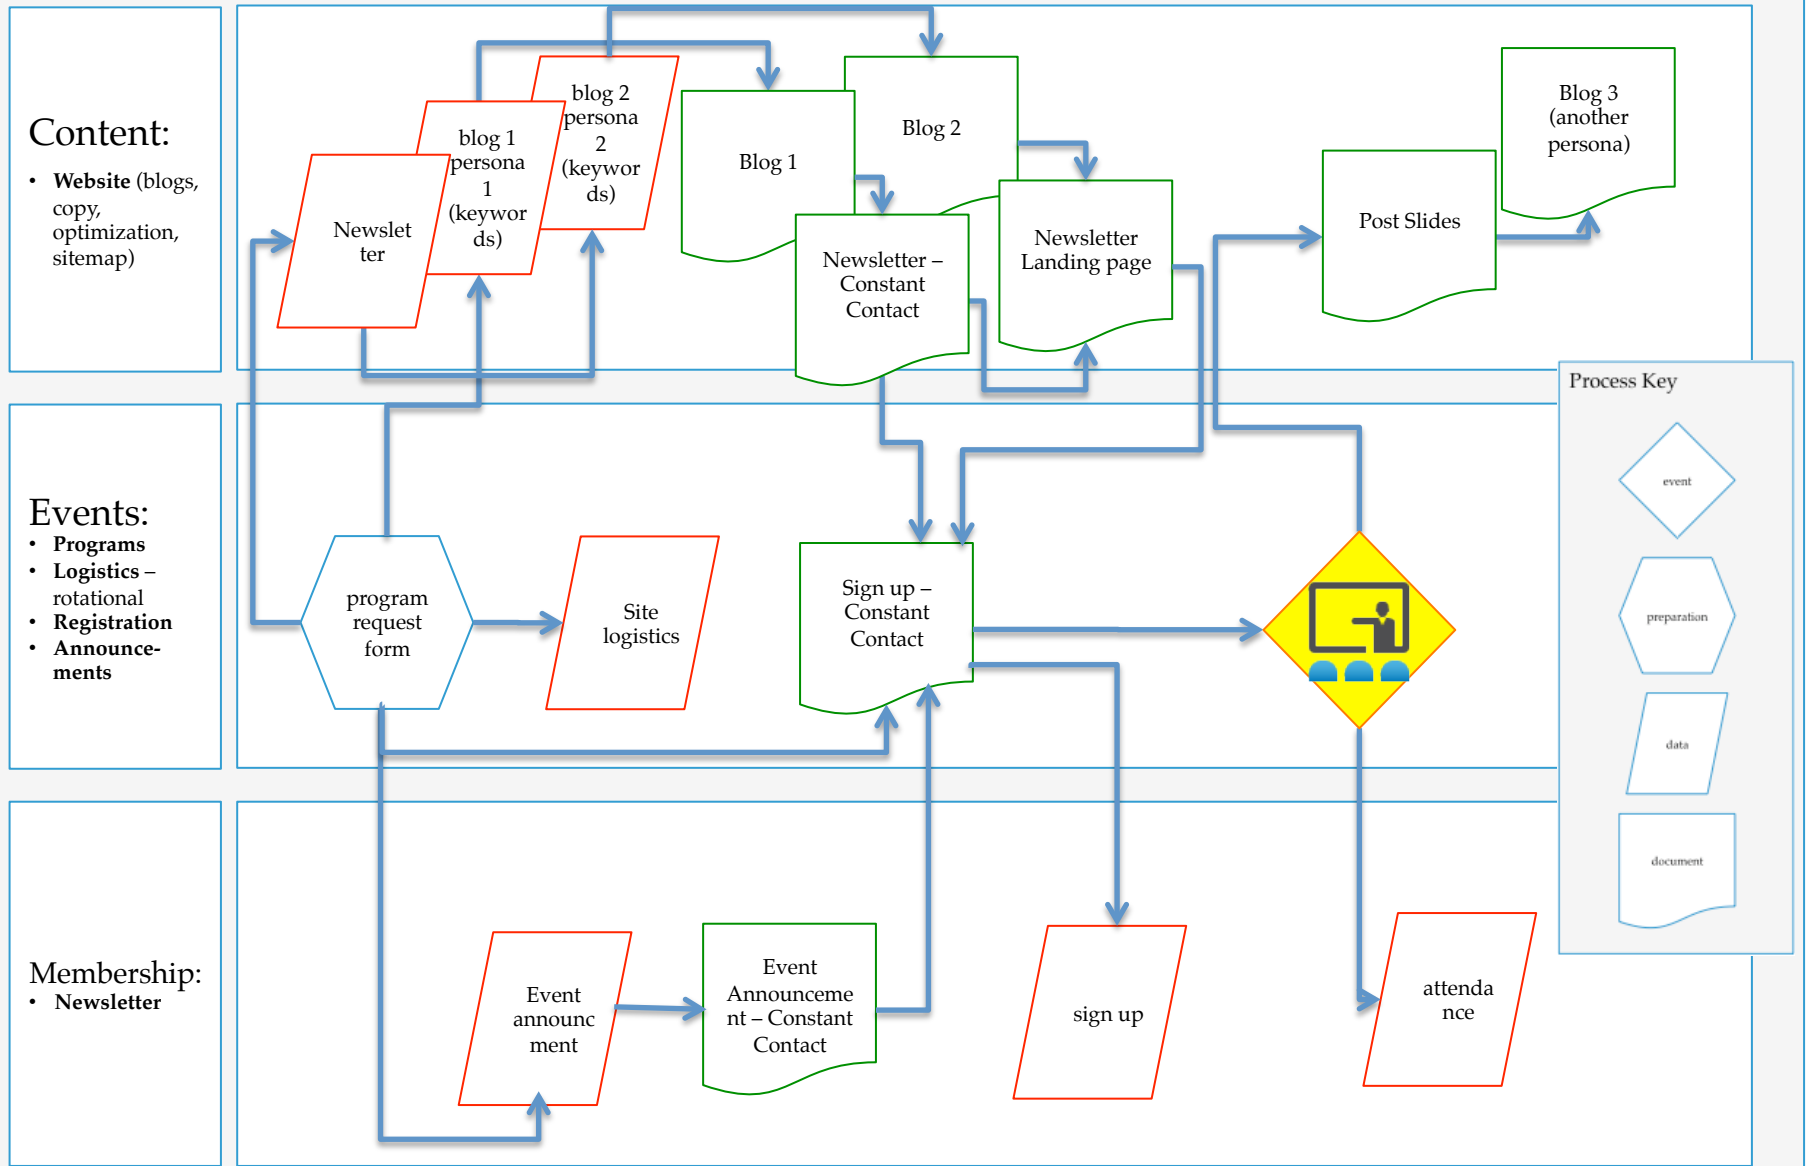 Content:
• Website (blogs,
copy,
optimization,
sitemap)
Newslet
ter
blog 1
persona
1
(keywor
ds)
blog 2
persona
2
(keywor
ds)
Blog 1
Blog 2
Newsletter –
Constant
Contact
Newsletter
Landing page
Post Slides
Blog 3
(another
persona)
Events:
• Programs
• Logistics –
rotational
• Registration
• Announce-
ments
program
request
form
Site
logistics
Sign up –
Constant
Contact
Membership:
• Newsletter
Event
announc
ment
Event
Announceme
nt – Constant
Contact
sign up
attenda
nce
Process Key
event
preparation
data
document